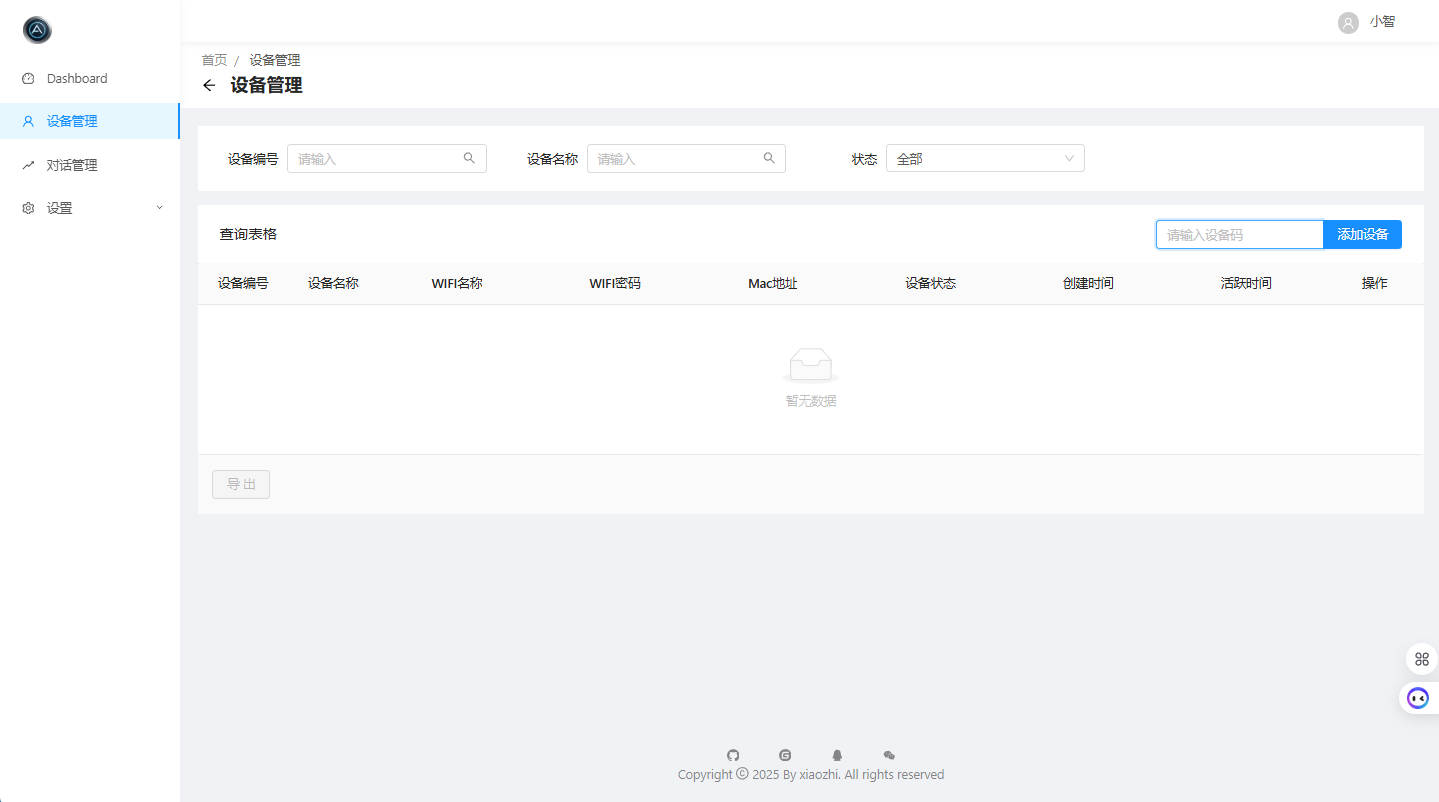 小智
Dashboard
设备管理
对话管理
设置
首页 / 设备管理
设备管理
设备编号 请输入 设备名称 请输入 状态 全部
查询表格 请输入设备码 添加设备
设备编号 设备名称 WIFI名称 WIFI密码 Mac地址 设备状态 创建时间 活跃时间 操作
暂无数据
导 出
Copyright © 2025 By xiaozhi. All rights reserved